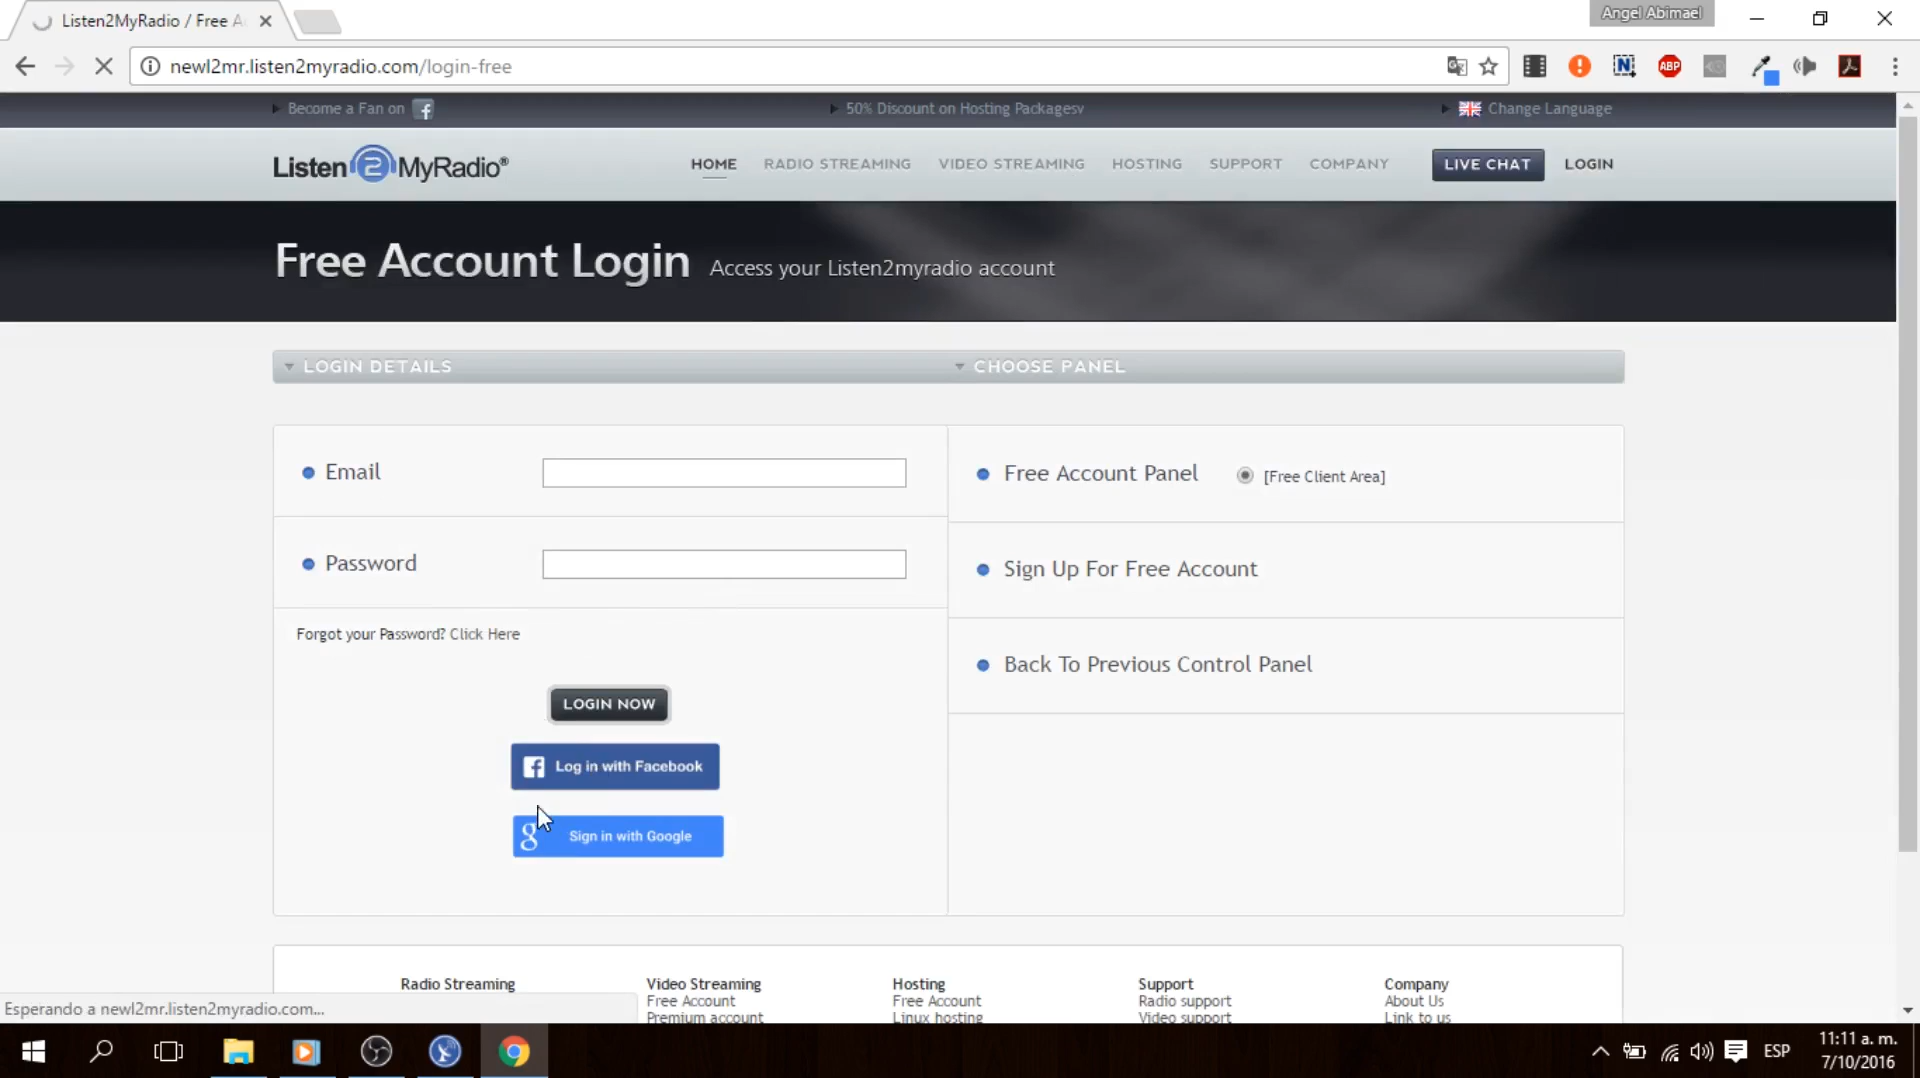 Listen2MyRadio / Free A
Angel Abimael
newl2mr.listen2myradio.com/login-free
ABP
Become a Fan on
50% Discount on Hosting Packagesv
Change Language
Listen2MyRadio®
HOME
RADIO STREAMING
VIDEO STREAMING
HOSTING
SUPPORT
COMPANY
LIVE CHAT
LOGIN
Free Account Login Access your Listen2myradio account
LOGIN DETAILS
CHOOSE PANEL
Email
Free Account Panel
[Free Client Area]
Password
Sign Up For Free Account
Forgot your Password? Click Here
Back To Previous Control Panel
LOGIN NOW
Log in with Facebook
Sign in with Google
Radio Streaming
Video Streaming
Free Account
Premium account
Hosting
Free Account
Linux hosting
Support
Radio support
Video support
Company
About Us
Link to us
Esperando a newl2mr.listen2myradio.com...
ESP
11:11 a. m.
7/10/2016